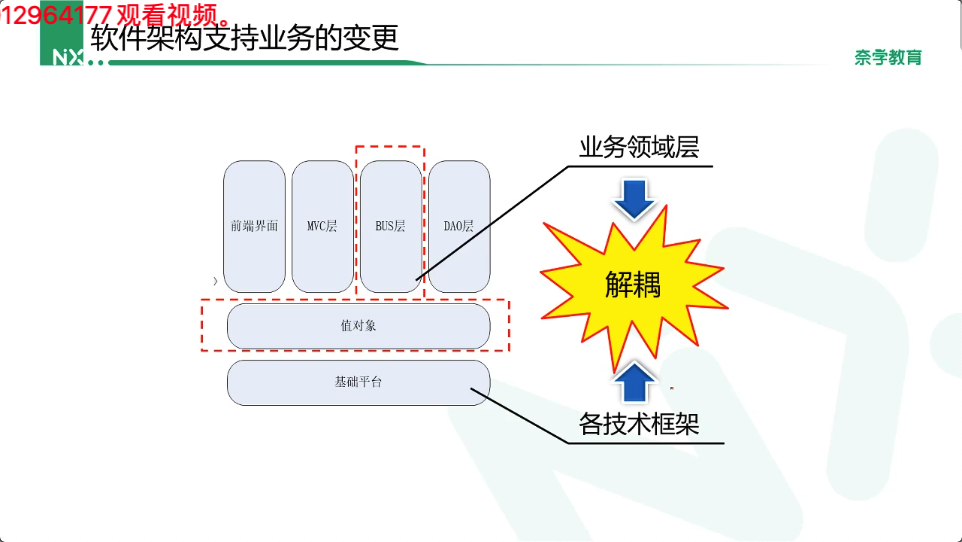 012964177 观看视频。
软件架构支持业务的变更
NiX
奈学教育
业务领域层
前端界面
MVC层
BUS层
DAO层
解耦
值对象
基础平台
各技术框架